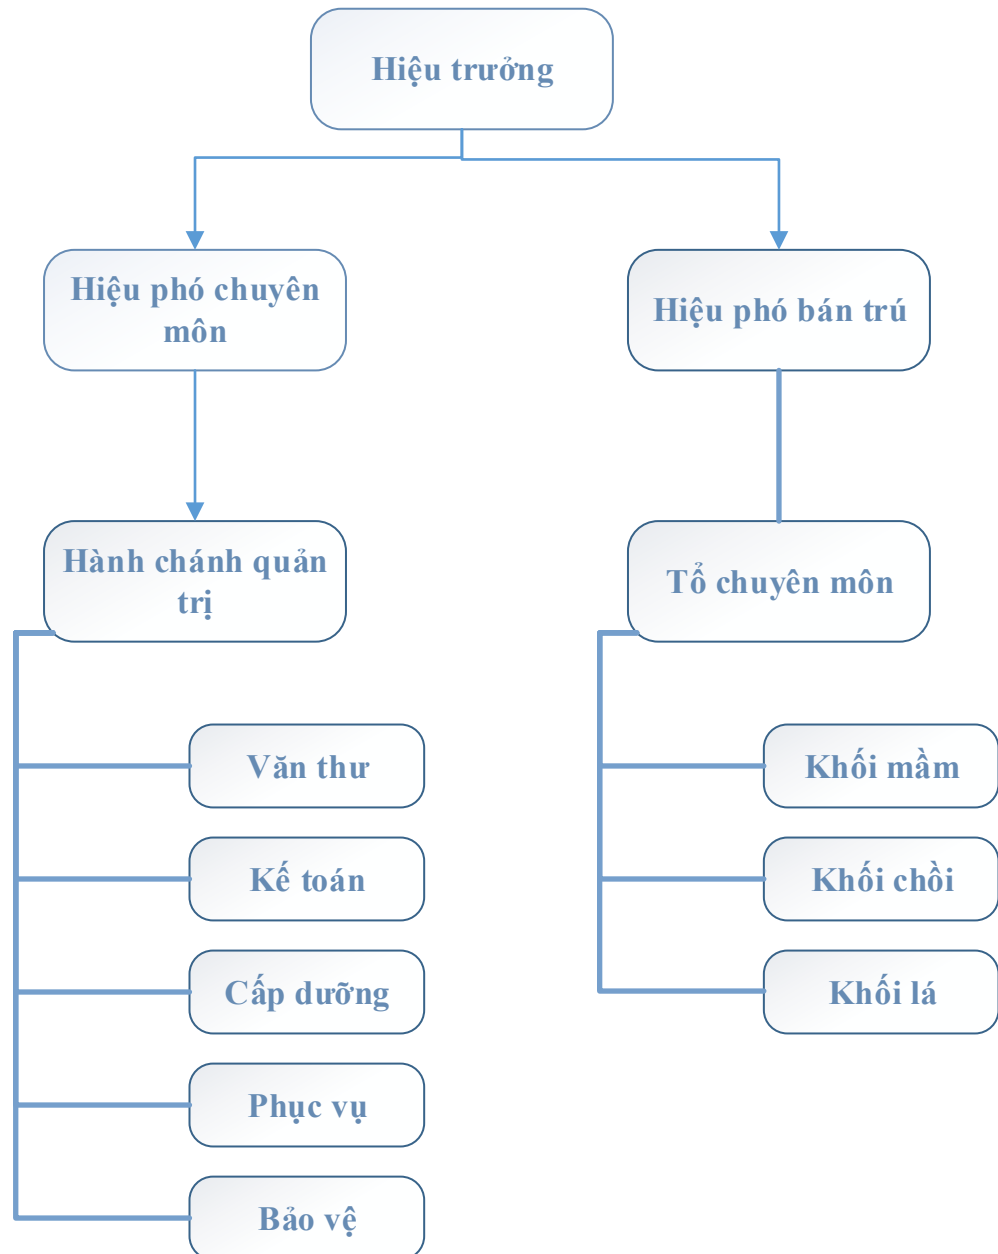 Hiệu trưởng
Hiệu phó chuyên
môn
Hiệu phó bán trú
Hành chánh quản
trị
Tổ chuyên môn
Văn thư
Kế toán
Cấp dưỡng
Phục vụ
Bảo vệ
Khối mầm
Khối chồi
Khối lá